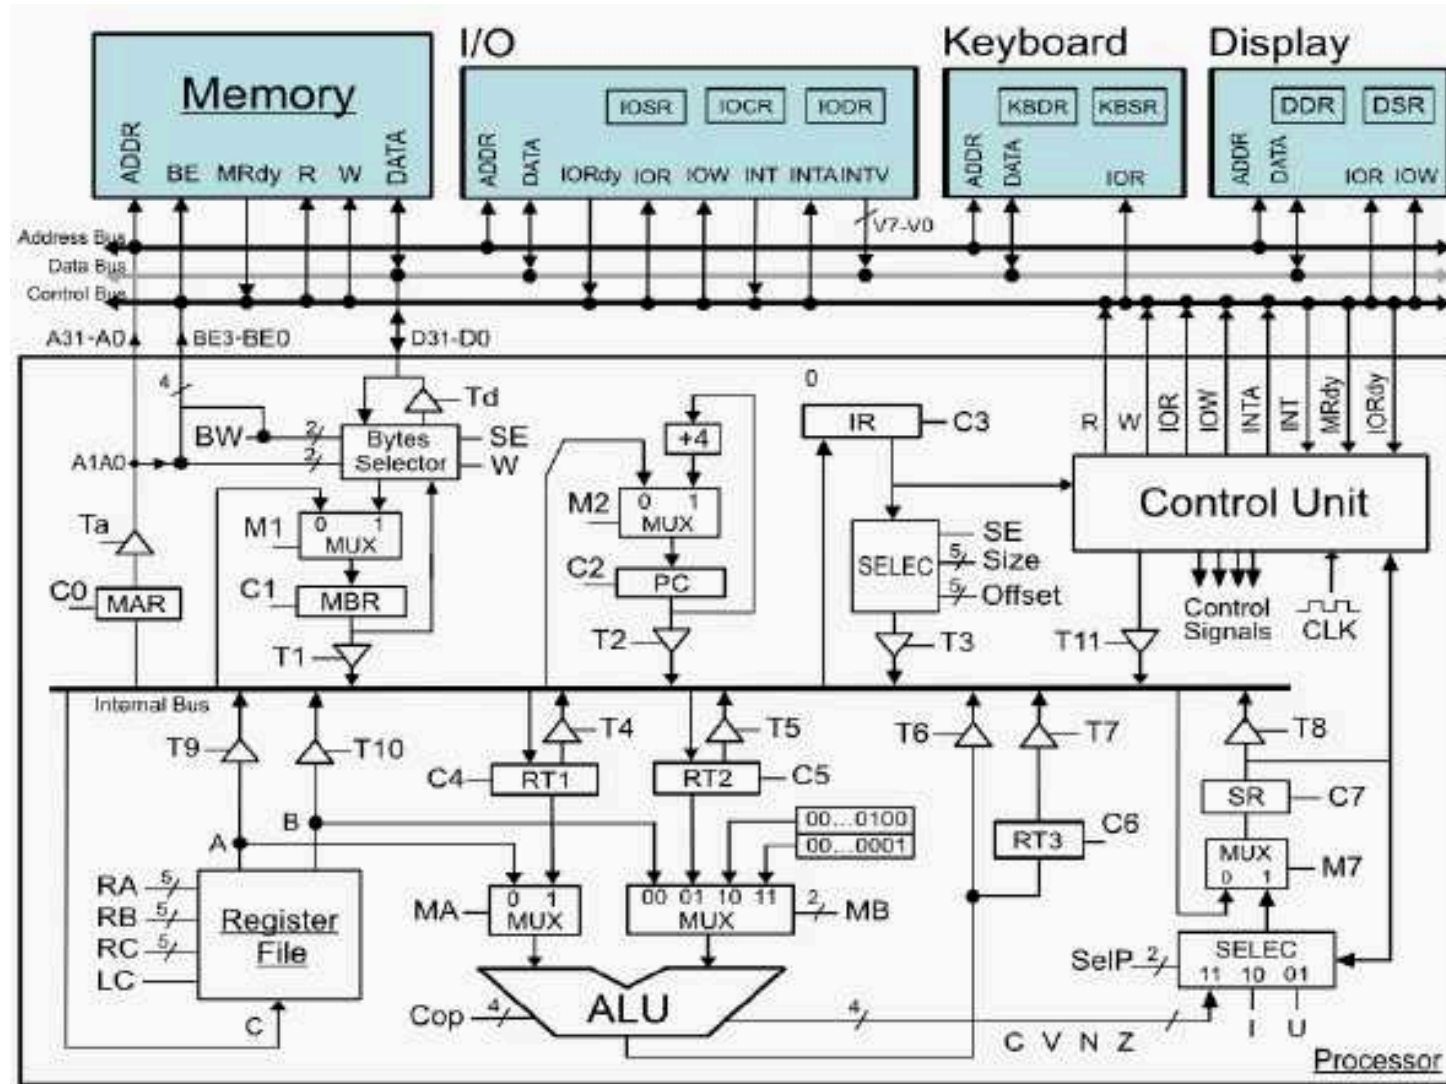 I/O Keyboard Display
Memory
IOSR IOCR IODR KBDR KBSR DDR DSR
ADDR BE MRdy R W DATA
ADDR DATA IORdy IOR IOW INT INTA INTV
ADDR DATA IOR
ADDR DATA IOR IOW
V7-V0
Address Bus
Data Bus
Control Bus
A31-A0 BE3-BE0 D31-D0
0
4
Td
R W IOR IOW INTA INT MRdy IORdy
BW 2 Bytes SE
A1A0 2 Selector W
+4
IR C3
Control Unit
Ta
M1 0 1
MUX
M2 0 1
MUX
SE
SELEC 5 Size
5 Offset
C0 MAR
C1 MBR
C2 PC
Control
Signals
CLK
T1 T2 T3 T11
Internal Bus
T9 T10 T4 T5 T6 T7 T8
C4 RT1 RT2 C5
SR C7
00...0100
00...0001
RT3 C6
A B
MUX M7
0 1
RA 5
RB 5
RC 5
LC
Register
File
C
MA 0 1
MUX
00 01 10 11
MUX 2 MB
SelP 2 SELEC
11 10 01
Cop 4 ALU 4
C V N Z I U
Processor